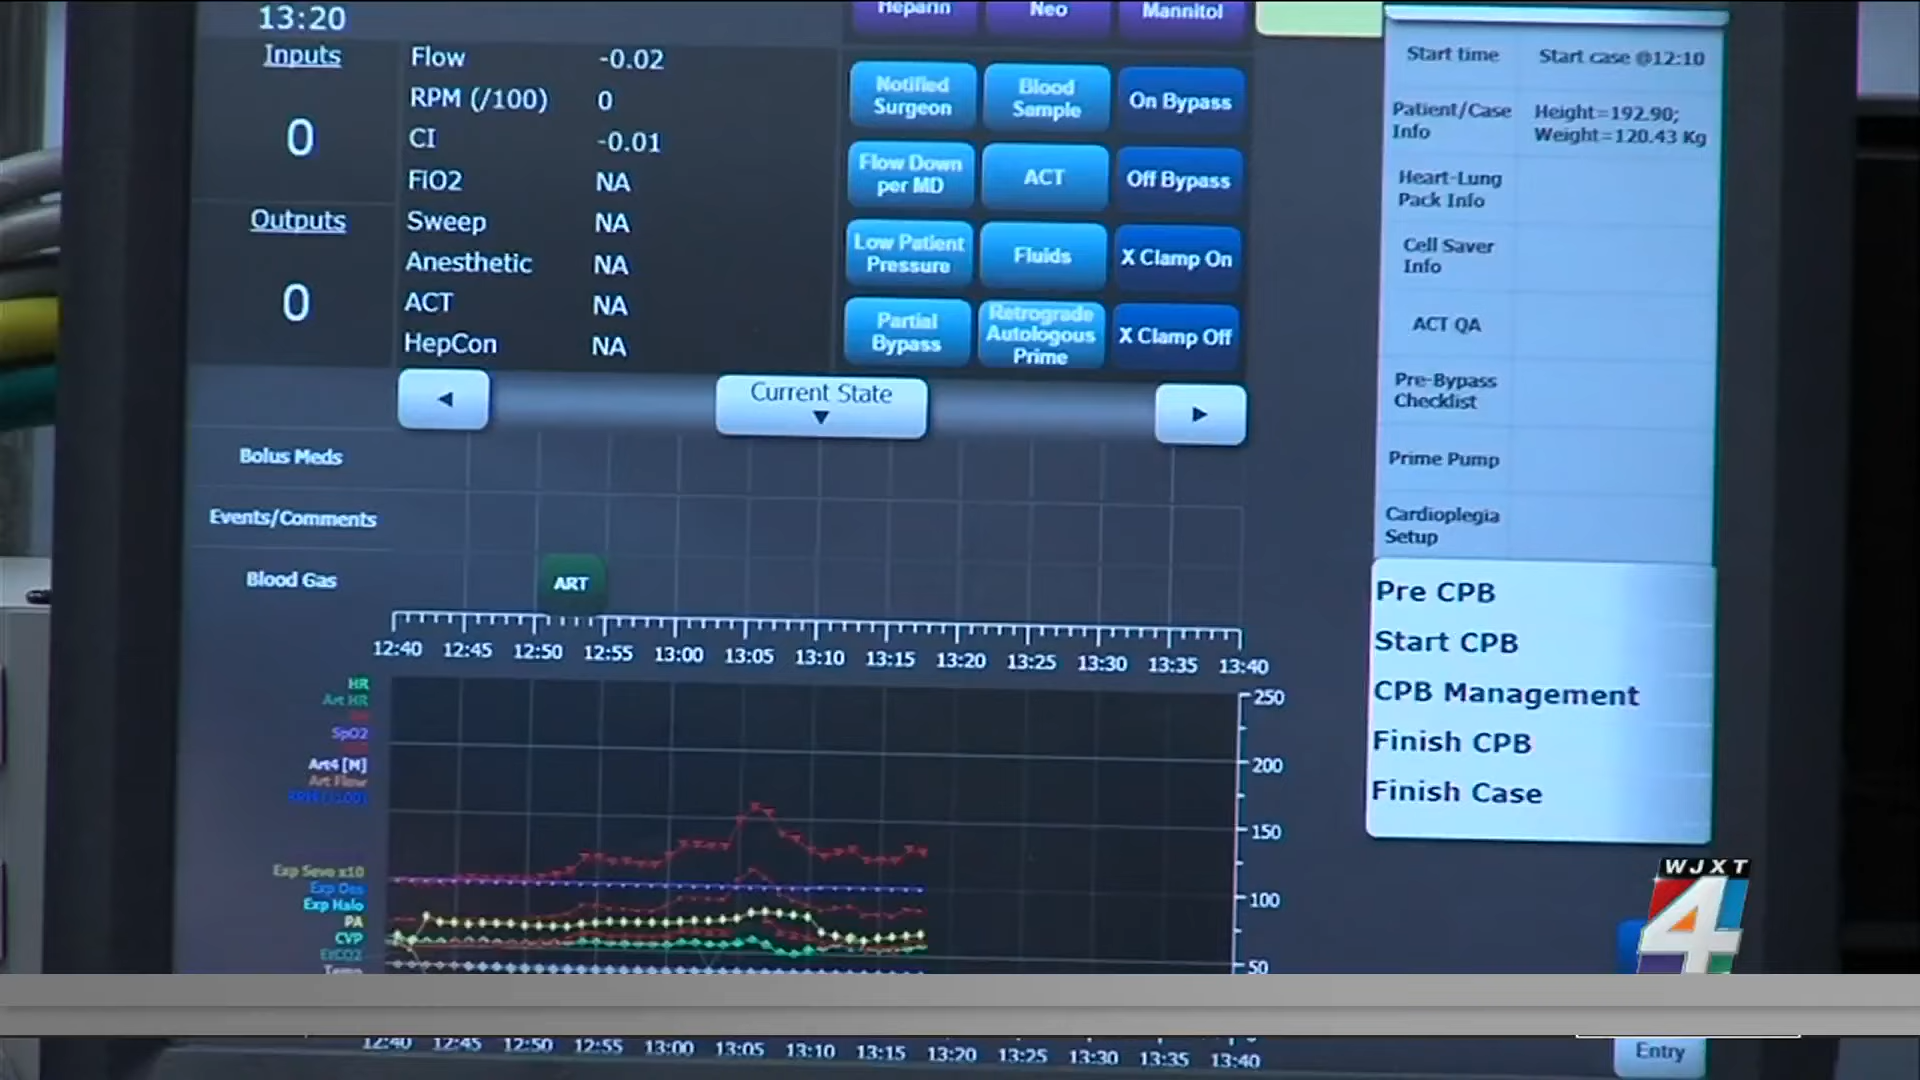 13:20
Heparin
Neo
Mannitol
Inputs
0
Outputs
0
Flow -0.02
RPM (/100) 0
CI -0.01
FiO2 NA
Sweep NA
Anesthetic NA
ACT NA
HepCon NA
Notified
Surgeon
Blood
Sample
On Bypass
Flow Down
per MD
ACT
Off Bypass
Low Patient
Pressure
Fluids
X Clamp On
Partial
Bypass
Retrograde
Autologous
Prime
X Clamp Off
Start time
Start case @12:10
Patient/Case
Info
Height=192.90;
Weight=120.43 Kg
Heart-Lung
Pack Info
Cell Saver
Info
ACT QA
Pre-Bypass
Checklist
Prime Pump
Cardioplegia
Setup
Pre CPB
Start CPB
CPB Management
Finish CPB
Finish Case
◄
Current State
▼
►
Bolus Meds
Events/Comments
Blood Gas
ART
12:40 12:45 12:50 12:55 13:00 13:05 13:10 13:15 13:20 13:25 13:30 13:35 13:40
HR
Art HR
SpO2
Art4 [M]
Art Flow
RPM (/100)
Exp Sevo x10
Exp Des
Exp Halo
PA
CVP
EtCO2
Temp
250
200
150
100
50
WJXT
4
12:40 12:45 12:50 12:55 13:00 13:05 13:10 13:15 13:20 13:25 13:30 13:35 13:40
Entry